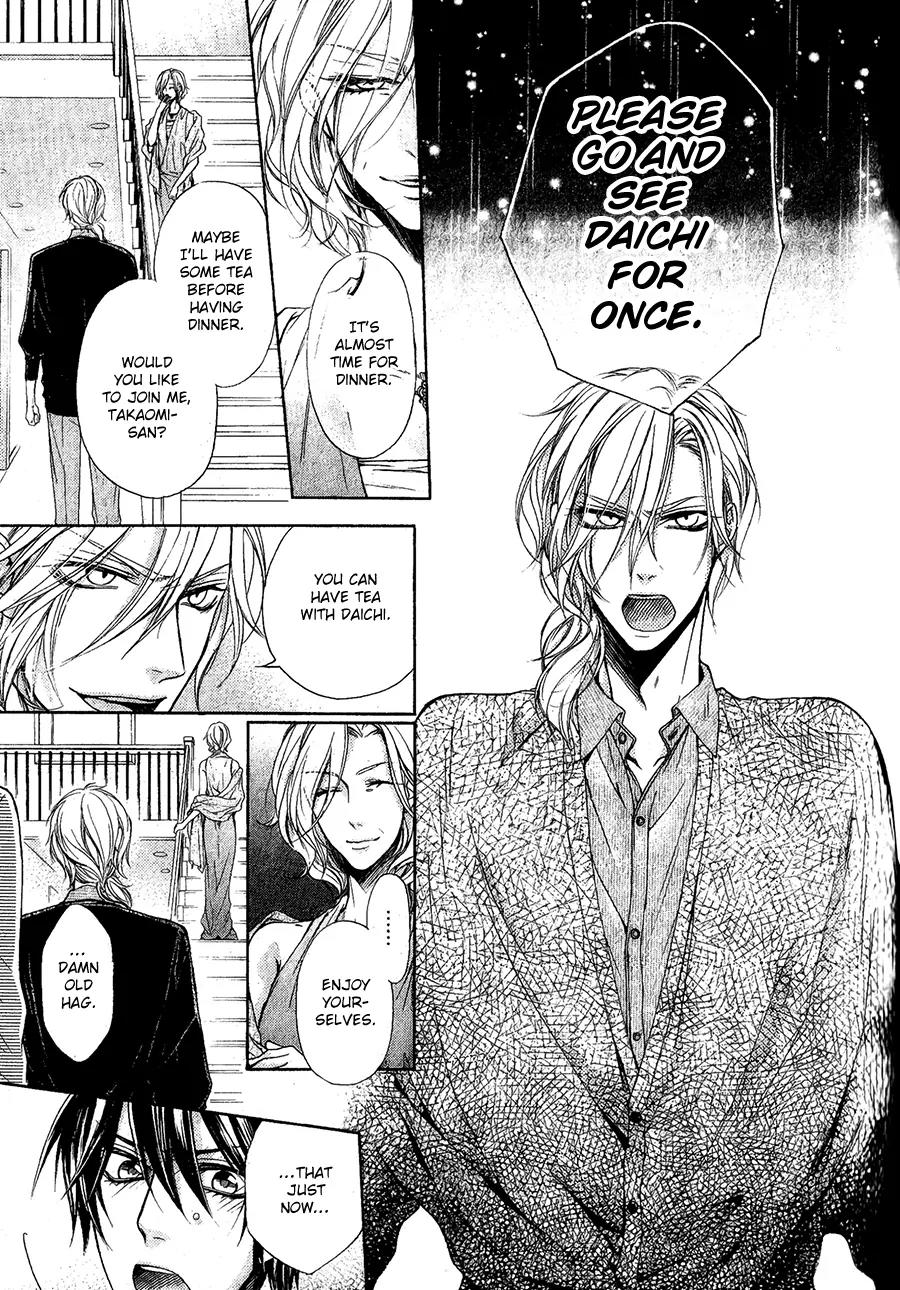 PLEASE
GO AND
SEE
DAICHI
FOR
ONCE.
IT'S
ALMOST
TIME FOR
DINNER.
MAYBE
I'LL HAVE
SOME TEA
BEFORE
HAVING
DINNER.
WOULD
YOU LIKE
TO JOIN ME,
TAKAOMI-
SAN?
YOU CAN
HAVE TEA
WITH DAICHI.
........
ENJOY
YOUR-
SELVES.
...
DAMN
OLD
HAG.
...THAT
JUST
NOW...